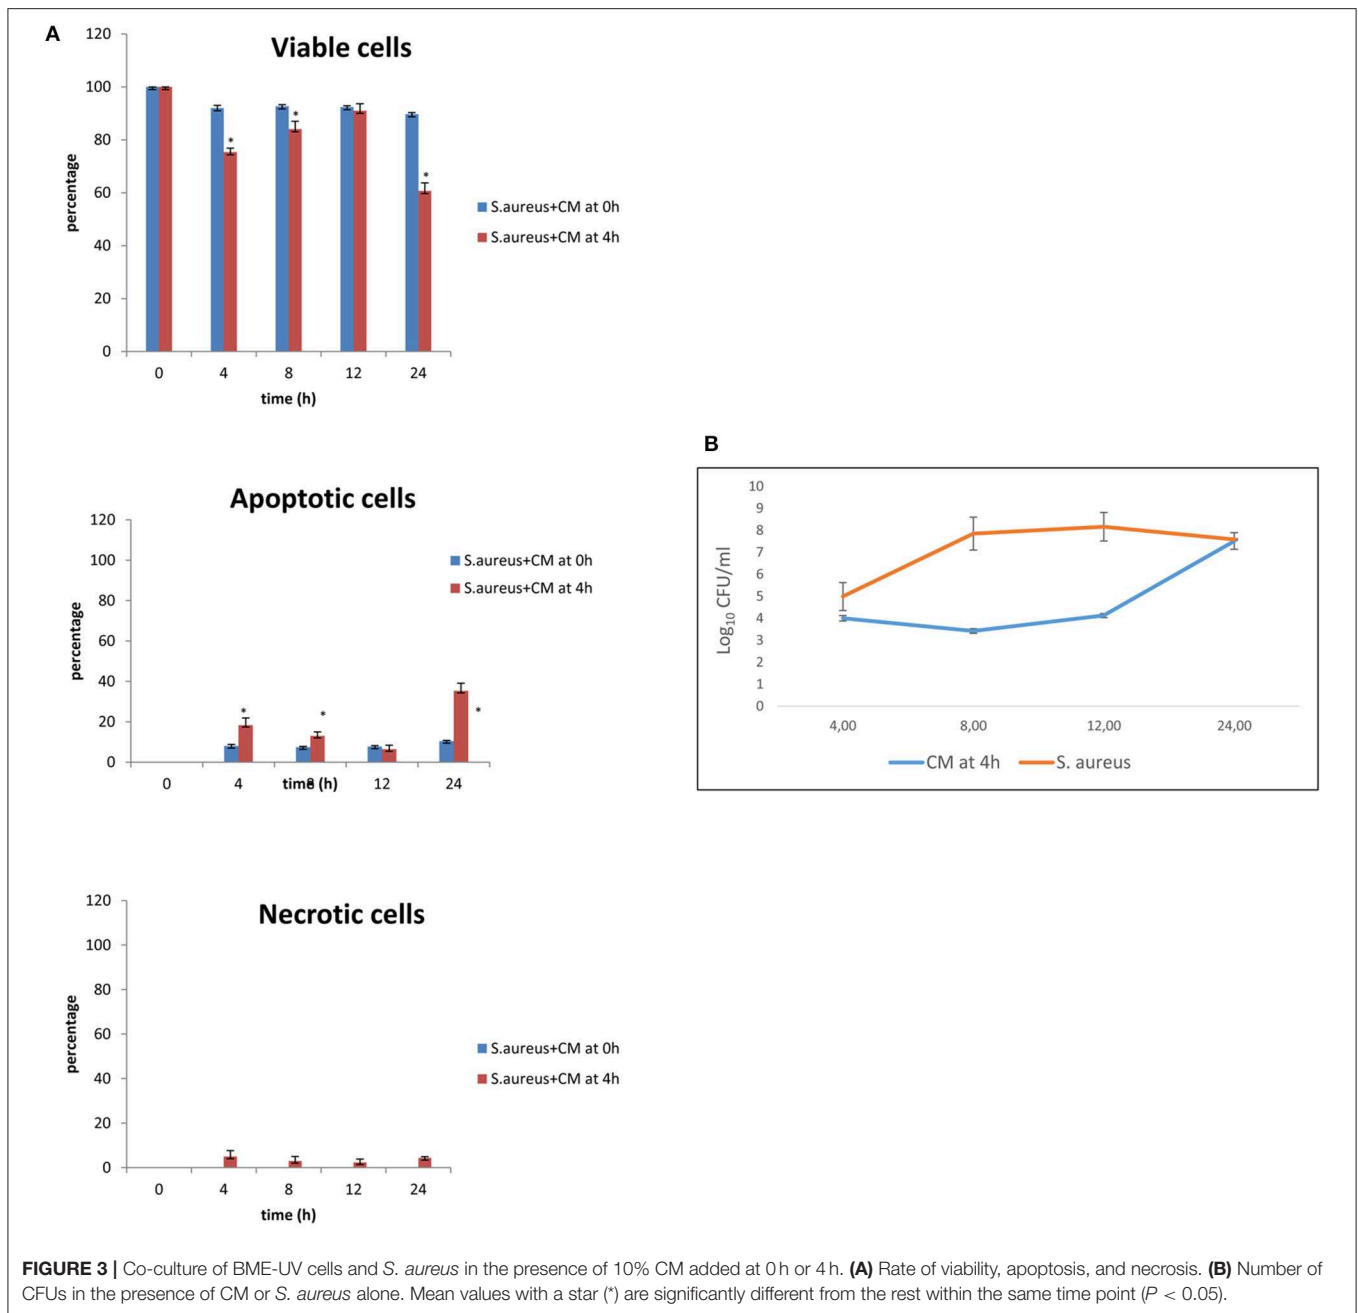 A
Viable cells
120
100
80
60
40
20
0
percentage
*
*
*
0 4 8 12 24
time (h)
S.aureus+CM at 0h
S.aureus+CM at 4h
Apoptotic cells
120
100
80
60
40
20
0
percentage
*
*
*
S.aureus+CM at 0h
S.aureus+CM at 4h
0 4 8 12 24
time (h)
Necrotic cells
120
100
80
60
40
20
0
percentage
S.aureus+CM at 0h
S.aureus+CM at 4h
0 4 8 12 24
time (h)
B
10
9
8
7
6
5
4
3
2
1
0
Log₁₀ CFU/ml
4,00 8,00 12,00 24,00
CM at 4h S. aureus
FIGURE 3 | Co-culture of BME-UV cells and S. aureus in the presence of 10% CM added at 0 h or 4 h. (A) Rate of viability, apoptosis, and necrosis. (B) Number of
CFUs in the presence of CM or S. aureus alone. Mean values with a star (*) are significantly different from the rest within the same time point (P < 0.05).